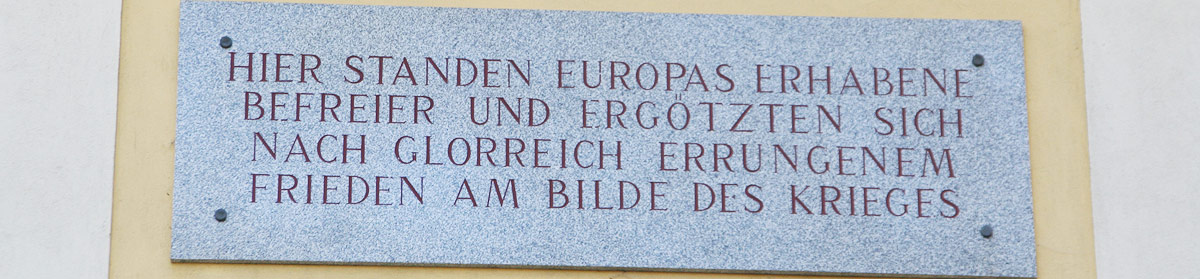 HIER STANDEN EUROPAS ERHABENE
BEFREIER UND ERGÖTZTEN SICH
NACH GLORREICH ERRUNGENEM
FRIEDEN AM BILDE DES KRIEGES